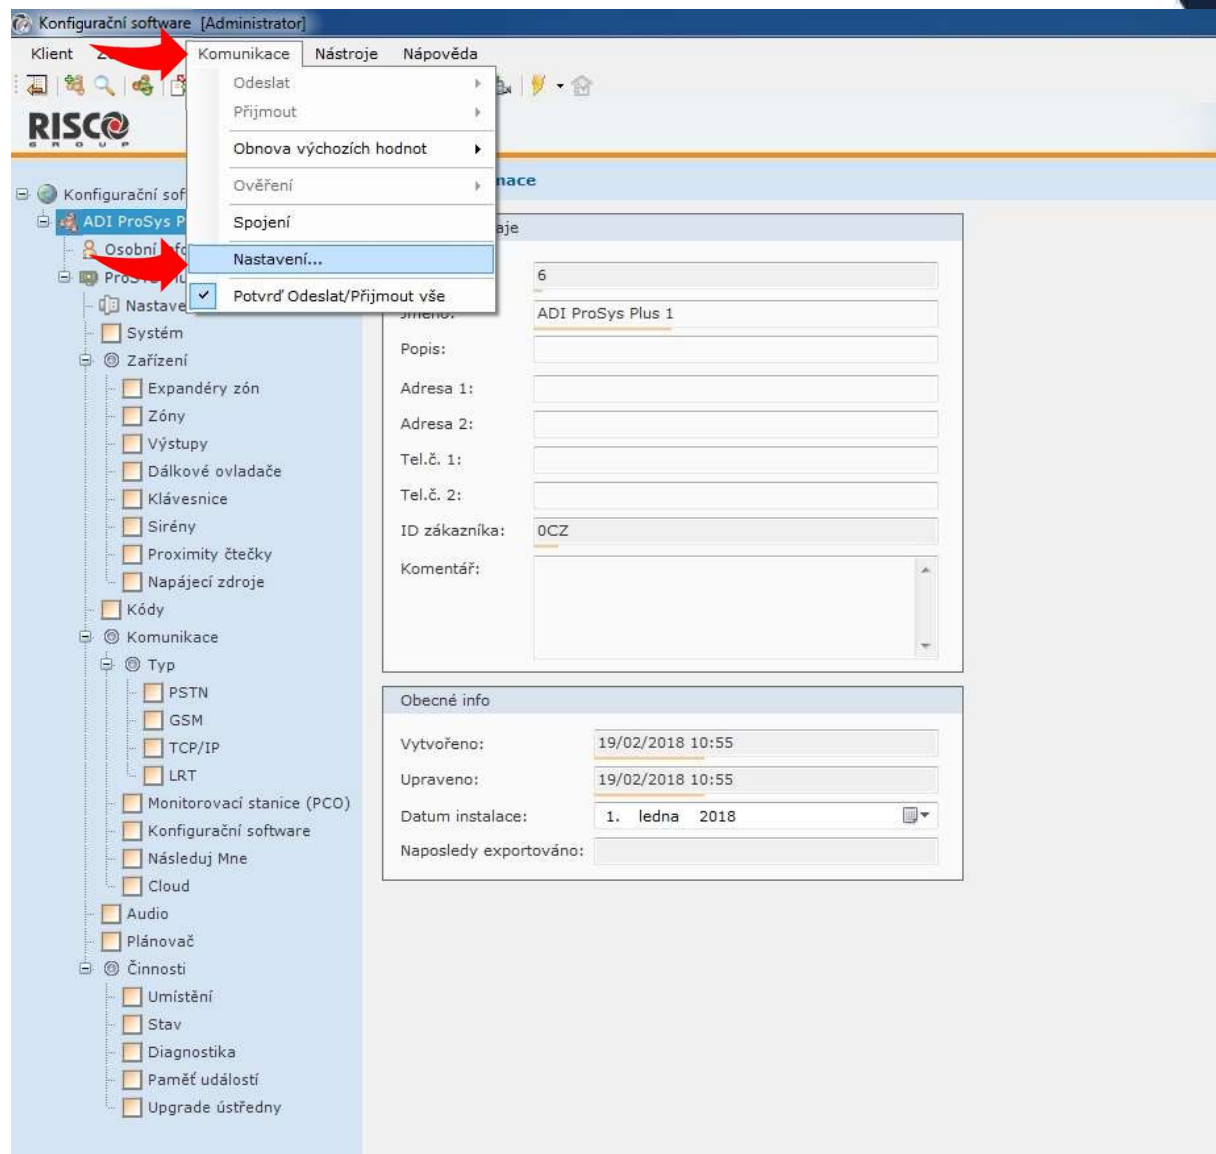 Konfigurační software [Administrator]
Klient
Komunikace
Nástroje
Nápověda
Odeslat
Přijmout
Obnova výchozích hodnot
Ověření
Spojení
Nastavení...
Potvrď Odeslat/Přijmout vše
RISCO
GROUP
Konfigurační sof
ADI ProSys P
Osobní
Nastave
Systém
Zařízení
Expandéry zón
Zóny
Výstupy
Dálkové ovladače
Klávesnice
Sirény
Proximity čtečky
Napájecí zdroje
Kódy
Komunikace
Typ
PSTN
GSM
TCP/IP
LRT
Monitorovací stanice (PCO)
Konfigurační software
Následuj Mne
Cloud
Audio
Plánovač
Činnosti
Umístění
Stav
Diagnostika
Paměť událostí
Upgrade ústředny
mace
aje
6
Jméno: ADI ProSys Plus 1
Popis:
Adresa 1:
Adresa 2:
Tel.č. 1:
Tel.č. 2:
ID zákazníka: 0CZ
Komentář:
Obecné info
Vytvořeno: 19/02/2018 10:55
Upraveno: 19/02/2018 10:55
Datum instalace: 1. ledna 2018
Naposledy exportováno: